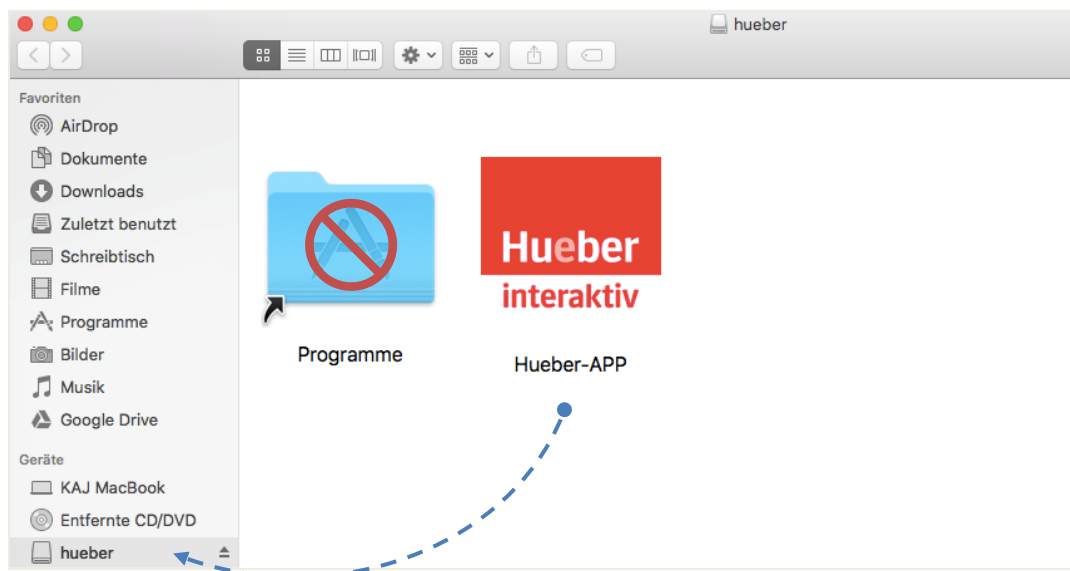 hueber
Favoriten
AirDrop
Dokumente
Downloads
Zuletzt benutzt
Schreibtisch
Filme
Programme
Bilder
Musik
Google Drive
Geräte
KAJ MacBook
Entfernte CD/DVD
hueber
Programme
Hueber
interaktiv
Hueber-APP